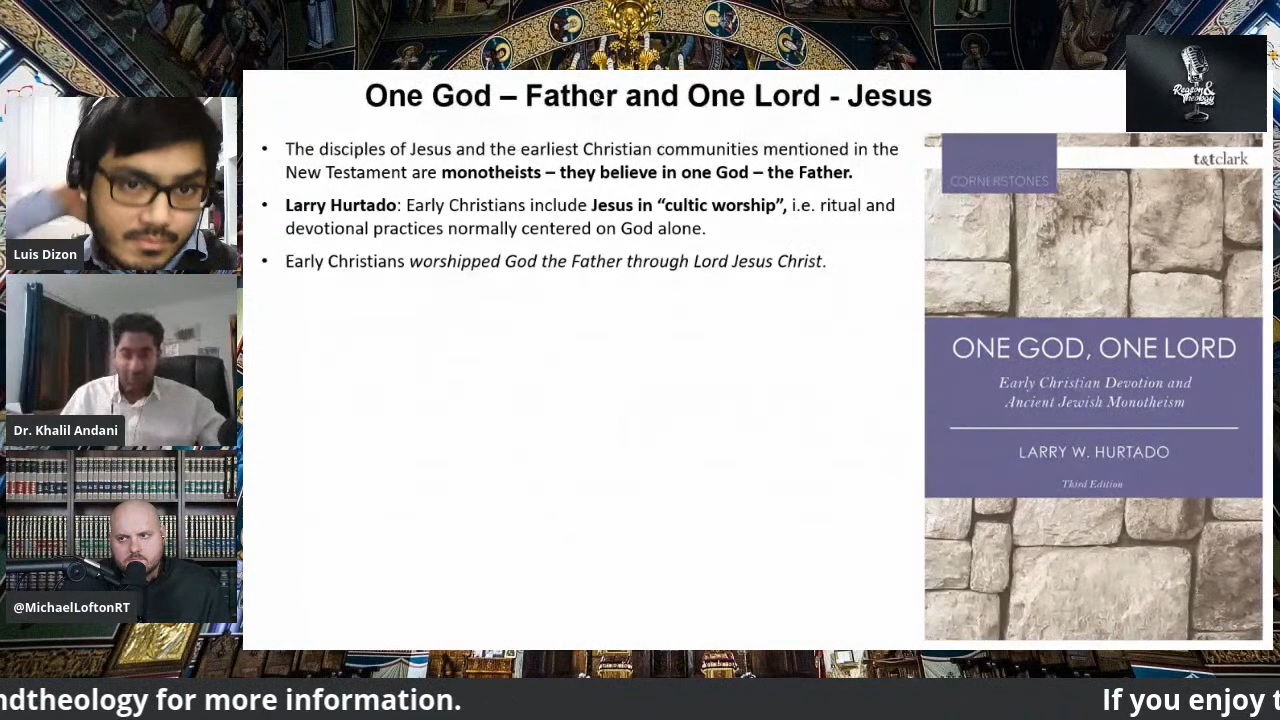 One God – Father and One Lord - Jesus
• The disciples of Jesus and the earliest Christian communities mentioned in the
New Testament are monotheists – they believe in one God – the Father.
• Larry Hurtado: Early Christians include Jesus in “cultic worship”, i.e. ritual and
devotional practices normally centered on God alone.
• Early Christians worshipped God the Father through Lord Jesus Christ.
Reason &
Theology
t&tclark
CORNERSTONES
ONE GOD, ONE LORD
Early Christian Devotion and
Ancient Jewish Monotheism
LARRY W. HURTADO
Third Edition
Luis Dizon
Dr. Khalil Andani
@MichaelLoftonRT
ndtheology for more information.
If you enjoy t